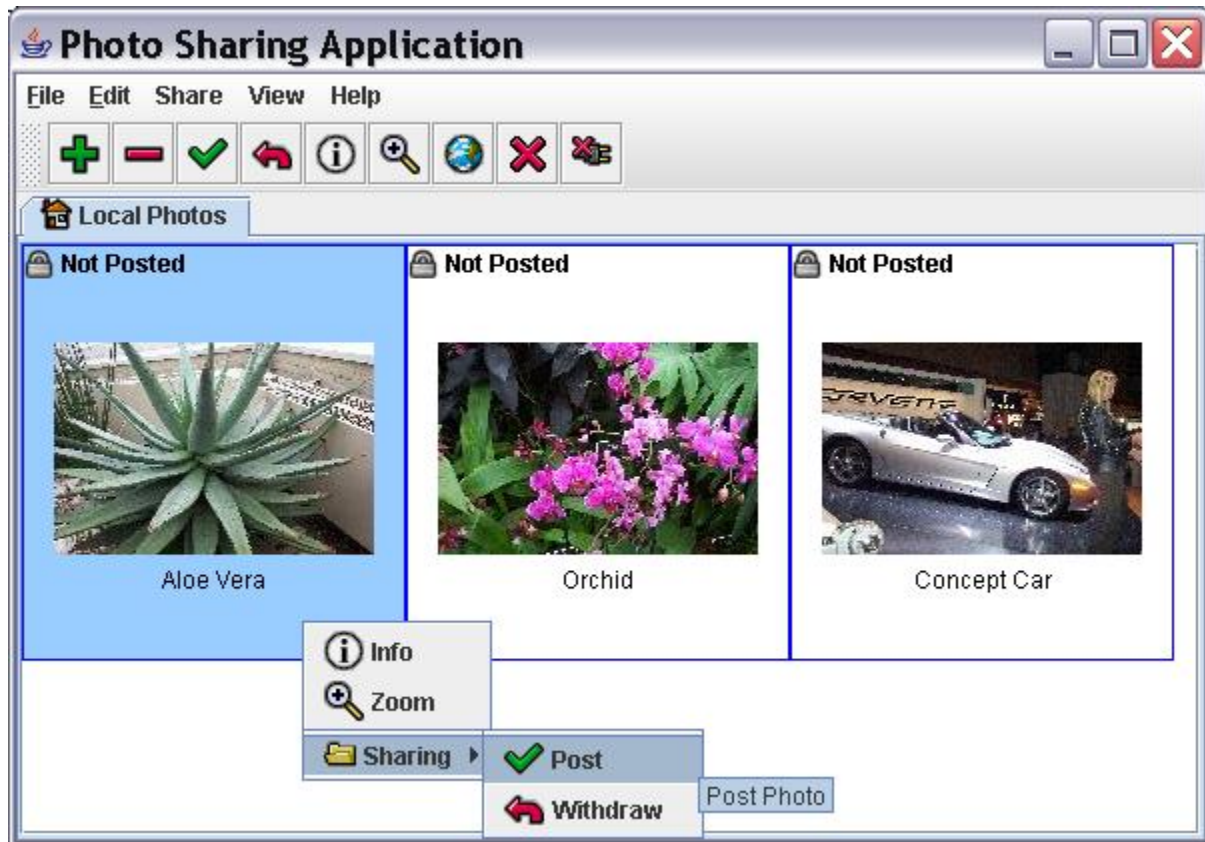 Photo Sharing Application
File Edit Share View Help
Local Photos
Not Posted
Not Posted
Not Posted
Aloe Vera
Orchid
Concept Car
Info
Zoom
Sharing
Post
Post Photo
Withdraw